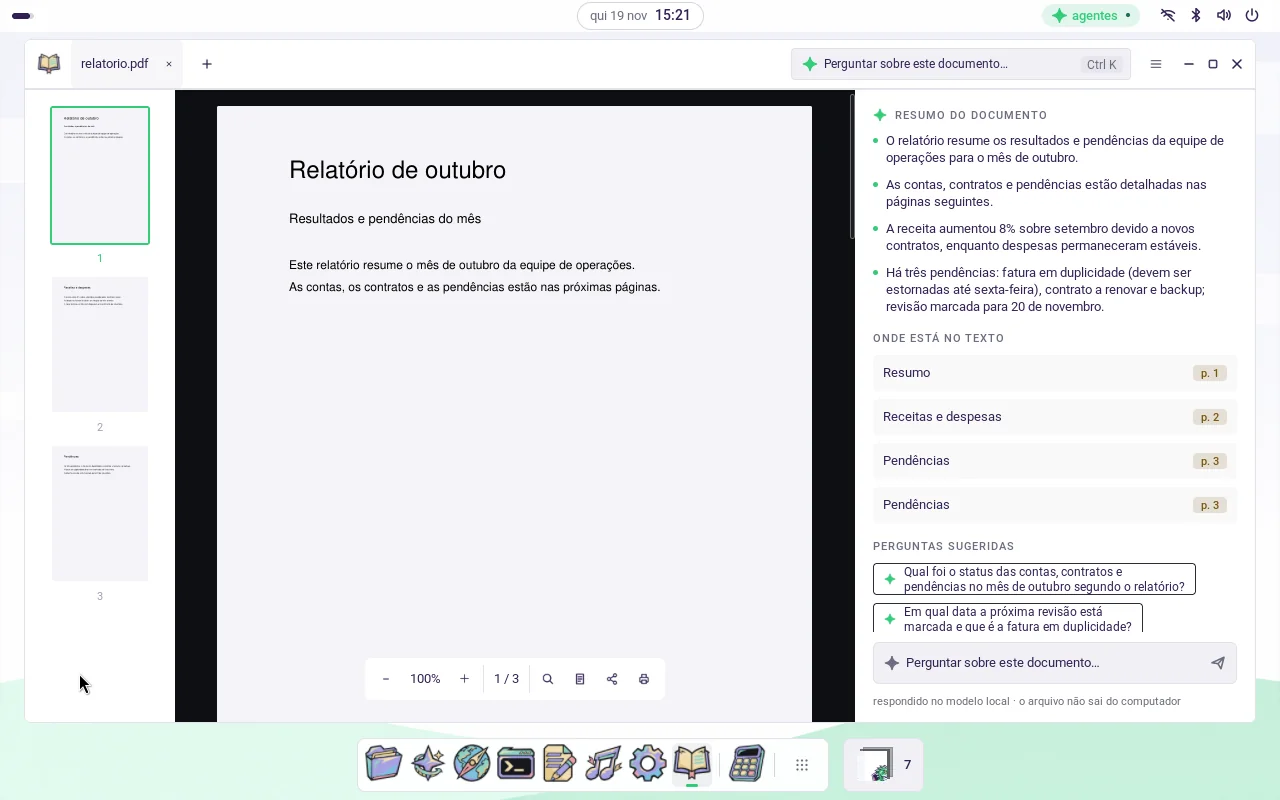 qui 19 nov 15:21
agentes
relatorio.pdf
Perguntar sobre este documento...
Ctrl K
1
2
3
Relatório de outubro
Resultados e pendências do mês
Este relatório resume o mês de outubro da equipe de operações.
As contas, os contratos e as pendências estão nas próximas páginas.
100%
1 / 3
RESUMO DO DOCUMENTO
O relatório resume os resultados e pendências da equipe de
operações para o mês de outubro.
As contas, contratos e pendências estão detalhadas nas
páginas seguintes.
A receita aumentou 8% sobre setembro devido a novos
contratos, enquanto despesas permaneceram estáveis.
Há três pendências: fatura em duplicidade (devem ser
estornadas até sexta-feira), contrato a renovar e backup;
revisão marcada para 20 de novembro.
ONDE ESTÁ NO TEXTO
Resumo p. 1
Receitas e despesas p. 2
Pendências p. 3
Pendências p. 3
PERGUNTAS SUGERIDAS
Qual foi o status das contas, contratos e
pendências no mês de outubro segundo o relatório?
Em qual data a próxima revisão está
marcada e que é a fatura em duplicidade?
Perguntar sobre este documento...
respondido no modelo local · o arquivo não sai do computador
7